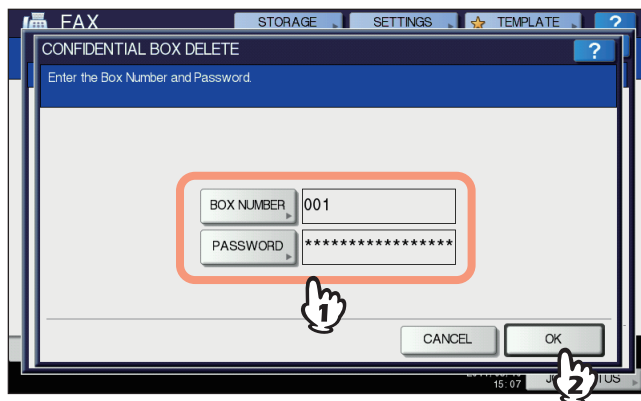 FAX STORAGE SETTINGS TEMPLATE ?
CONFIDENTIAL BOX DELETE ?
Enter the Box Number and Password.
BOX NUMBER 001
PASSWORD *****************
1
CANCEL OK
2
15:07